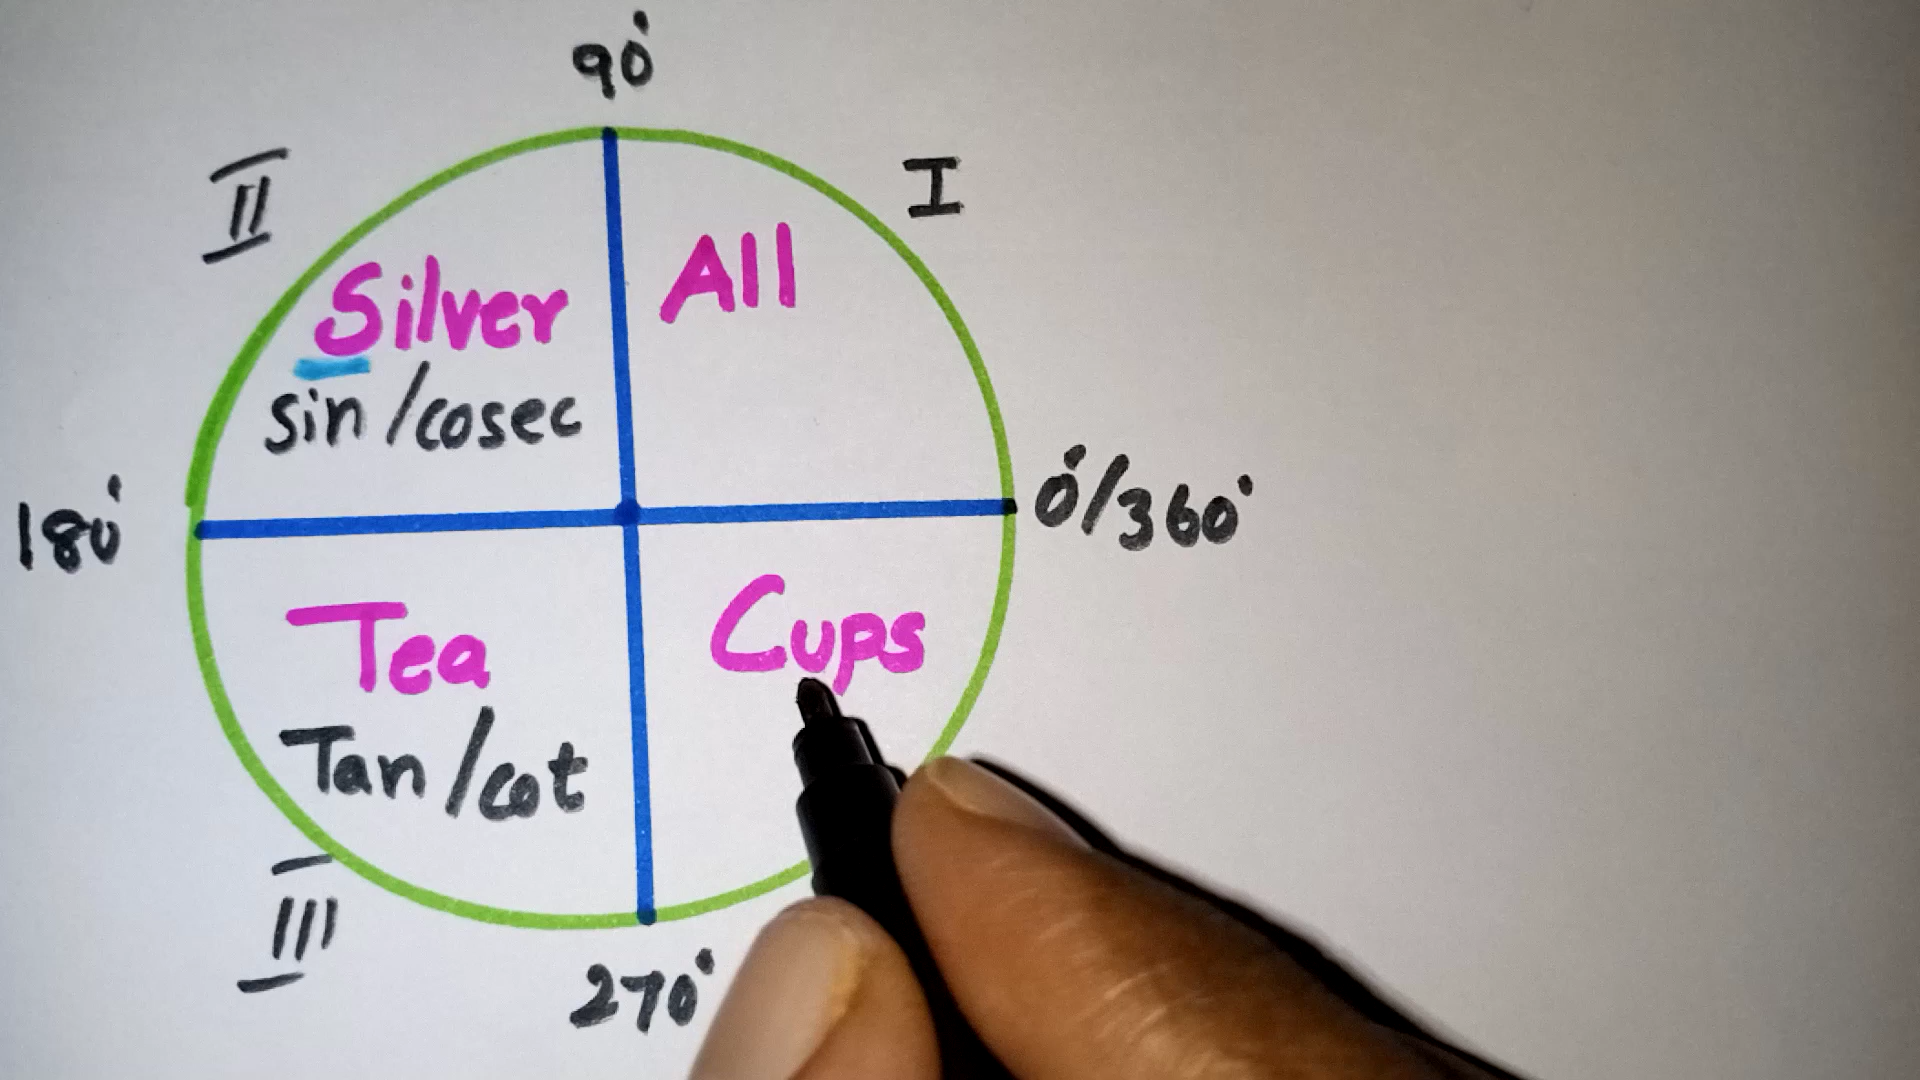 90°
II
I
All
Silver
sin/cosec
180°
0°/360°
Tea
Cups
Tan/cot
III
270°